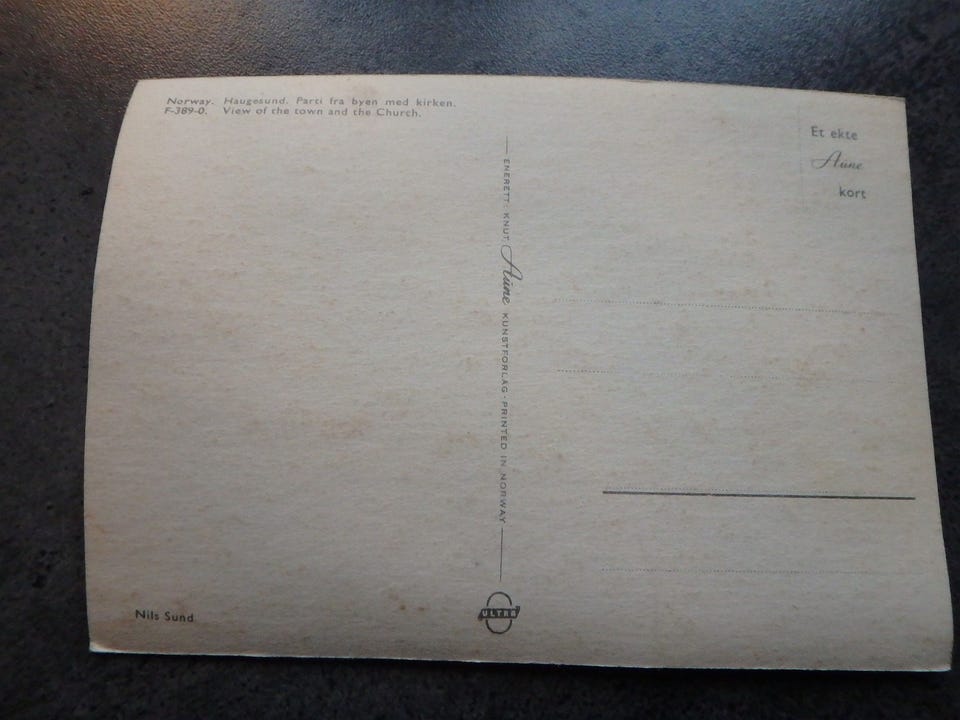 Norway. Haugesund. Parti fra byen med kirken.
F-389-0. View of the town and the Church.
Et ekte
Aune
kort
ENERETT · KNUT Aune KUNSTFORLAG · PRINTED IN NORWAY
Nils Sund
ULTRA